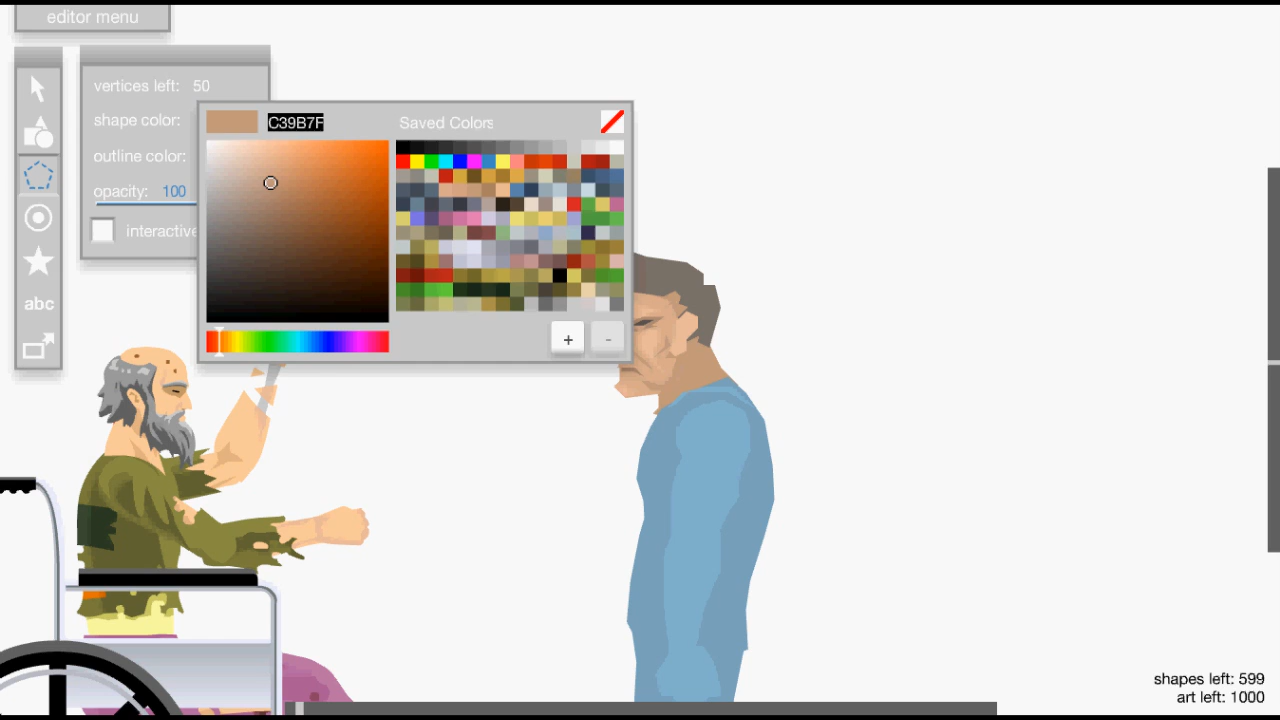 editor menu
vertices left: 50
shape color:
C39B7F
Saved Colors
outline color:
opacity: 100
interactive
abc
+
-
shapes left: 599
art left: 1000